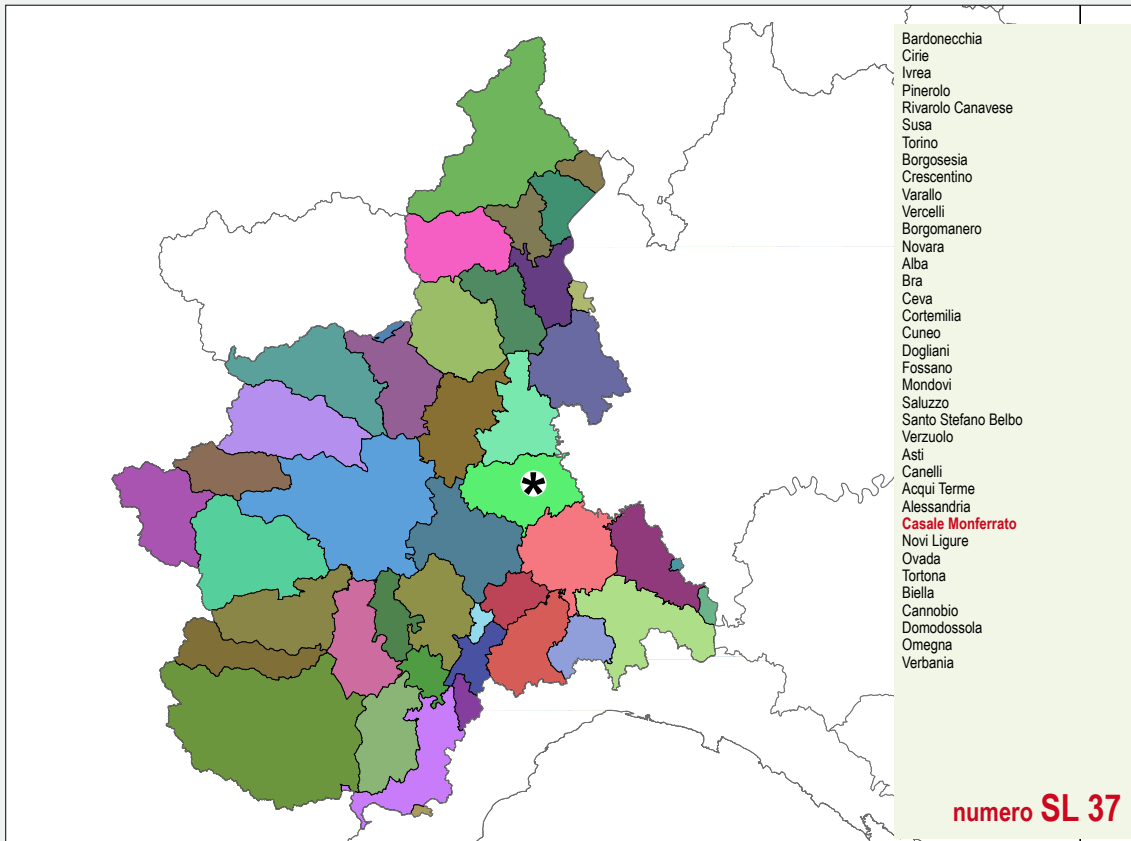 Bardonecchia
Cirie
Ivrea
Pinerolo
Rivarolo Canavese
Susa
Torino
Borgosesia
Crescentino
Varallo
Vercelli
Borgomanero
Novara
Alba
Bra
Ceva
Cortemilia
Cuneo
Dogliani
Fossano
Mondovi
Saluzzo
Santo Stefano Belbo
Verzuolo
Asti
Canelli
Acqui Terme
Alessandria
Casale Monferrato
Novi Ligure
Ovada
Tortona
Biella
Cannobio
Domodossola
Omegna
Verbania
*
numero SL 37